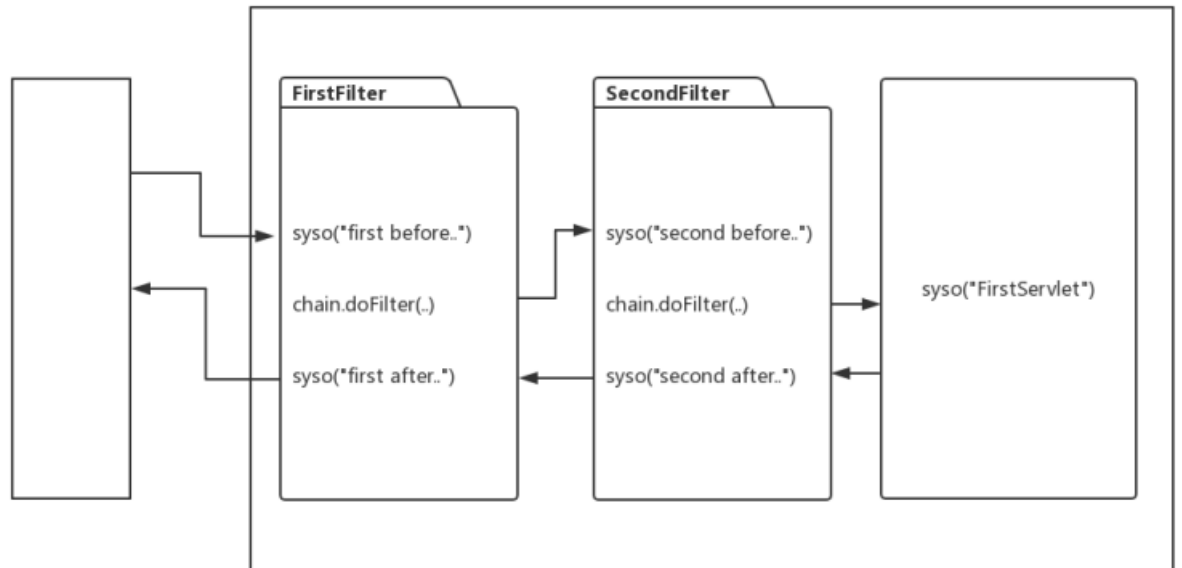 FirstFilter
syso("first before..")
chain.doFilter(..)
syso("first after..")
SecondFilter
syso("second before..")
chain.doFilter(..)
syso("second after..")
syso("FirstServlet")